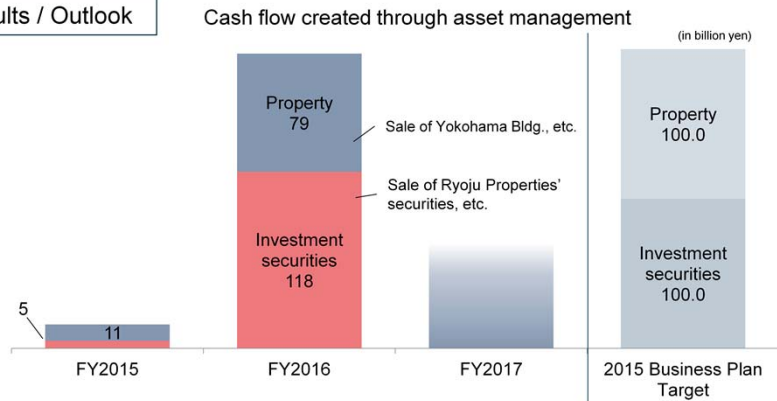 Results / Outlook
Cash flow created through asset management
(in billion yen)
Property
79
Sale of Yokohama Bldg., etc.
Property
100.0
Sale of Ryoju Properties'
securities, etc.
Investment
securities
118
Investment
securities
100.0
5
11
FY2015
FY2016
FY2017
2015 Business Plan
Target